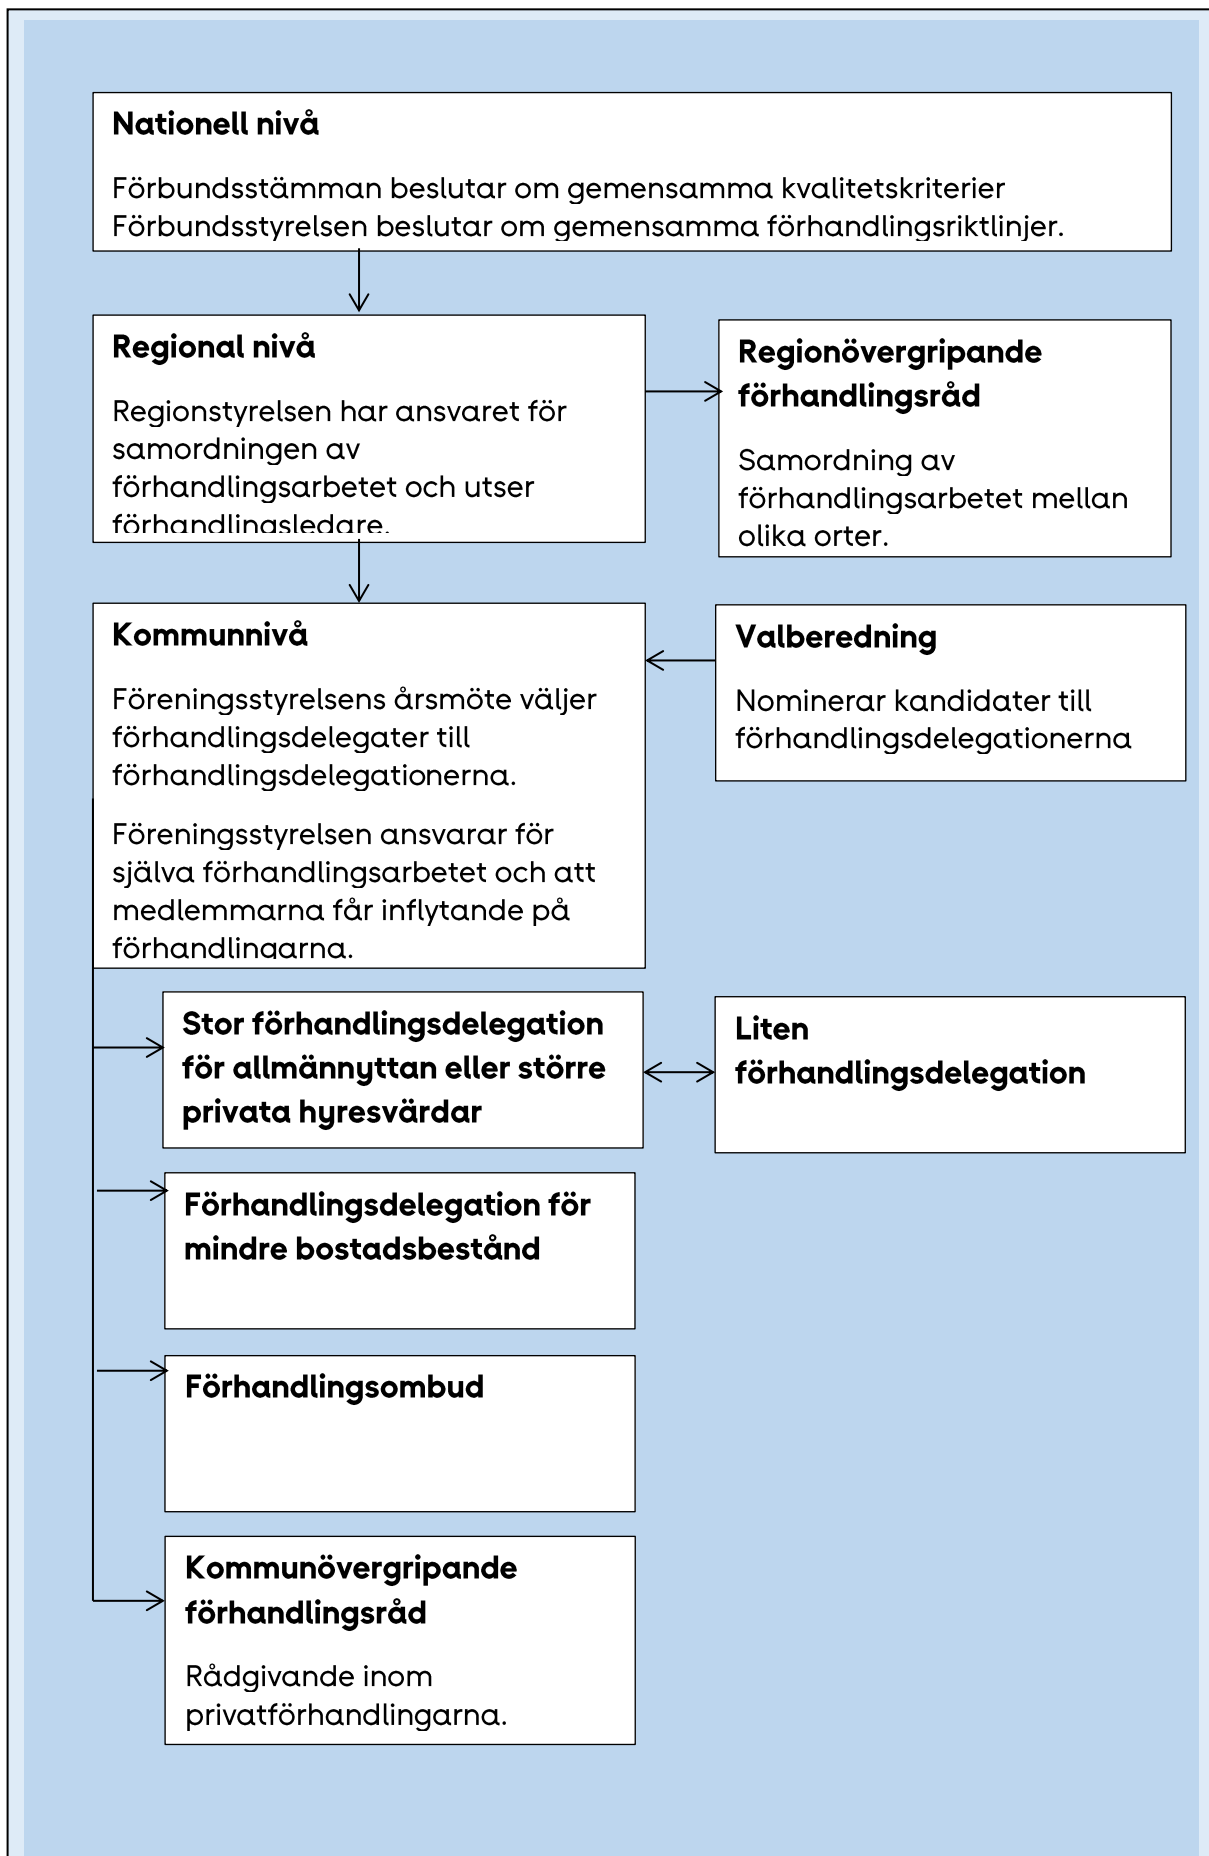 Nationell nivå
Förbundsstämman beslutar om gemensamma kvalitetskriterier
Förbundsstyrelsen beslutar om gemensamma förhandlingsriktlinjer.
Regional nivå
Regionstyrelsen har ansvaret för
samordningen av
förhandlingsarbetet och utser
förhandlingsledare.
Regionövergripande
förhandlingsråd
Samordning av
förhandlingsarbetet mellan
olika orter.
Kommunnivå
Föreningsstyrelsens årsmöte väljer
förhandlingsdelegater till
förhandlingsdelegationerna.
Föreningsstyrelsen ansvarar för
själva förhandlingsarbetet och att
medlemmarna får inflytande på
förhandlingarna.
Valberedning
Nominerar kandidater till
förhandlingsdelegationerna
Stor förhandlingsdelegation
för allmännyttan eller större
privata hyresvärdar
Liten
förhandlingsdelegation
Förhandlingsdelegation för
mindre bostadsbestånd
Förhandlingsombud
Kommunövergripande
förhandlingsråd
Rådgivande inom
privatförhandlingarna.